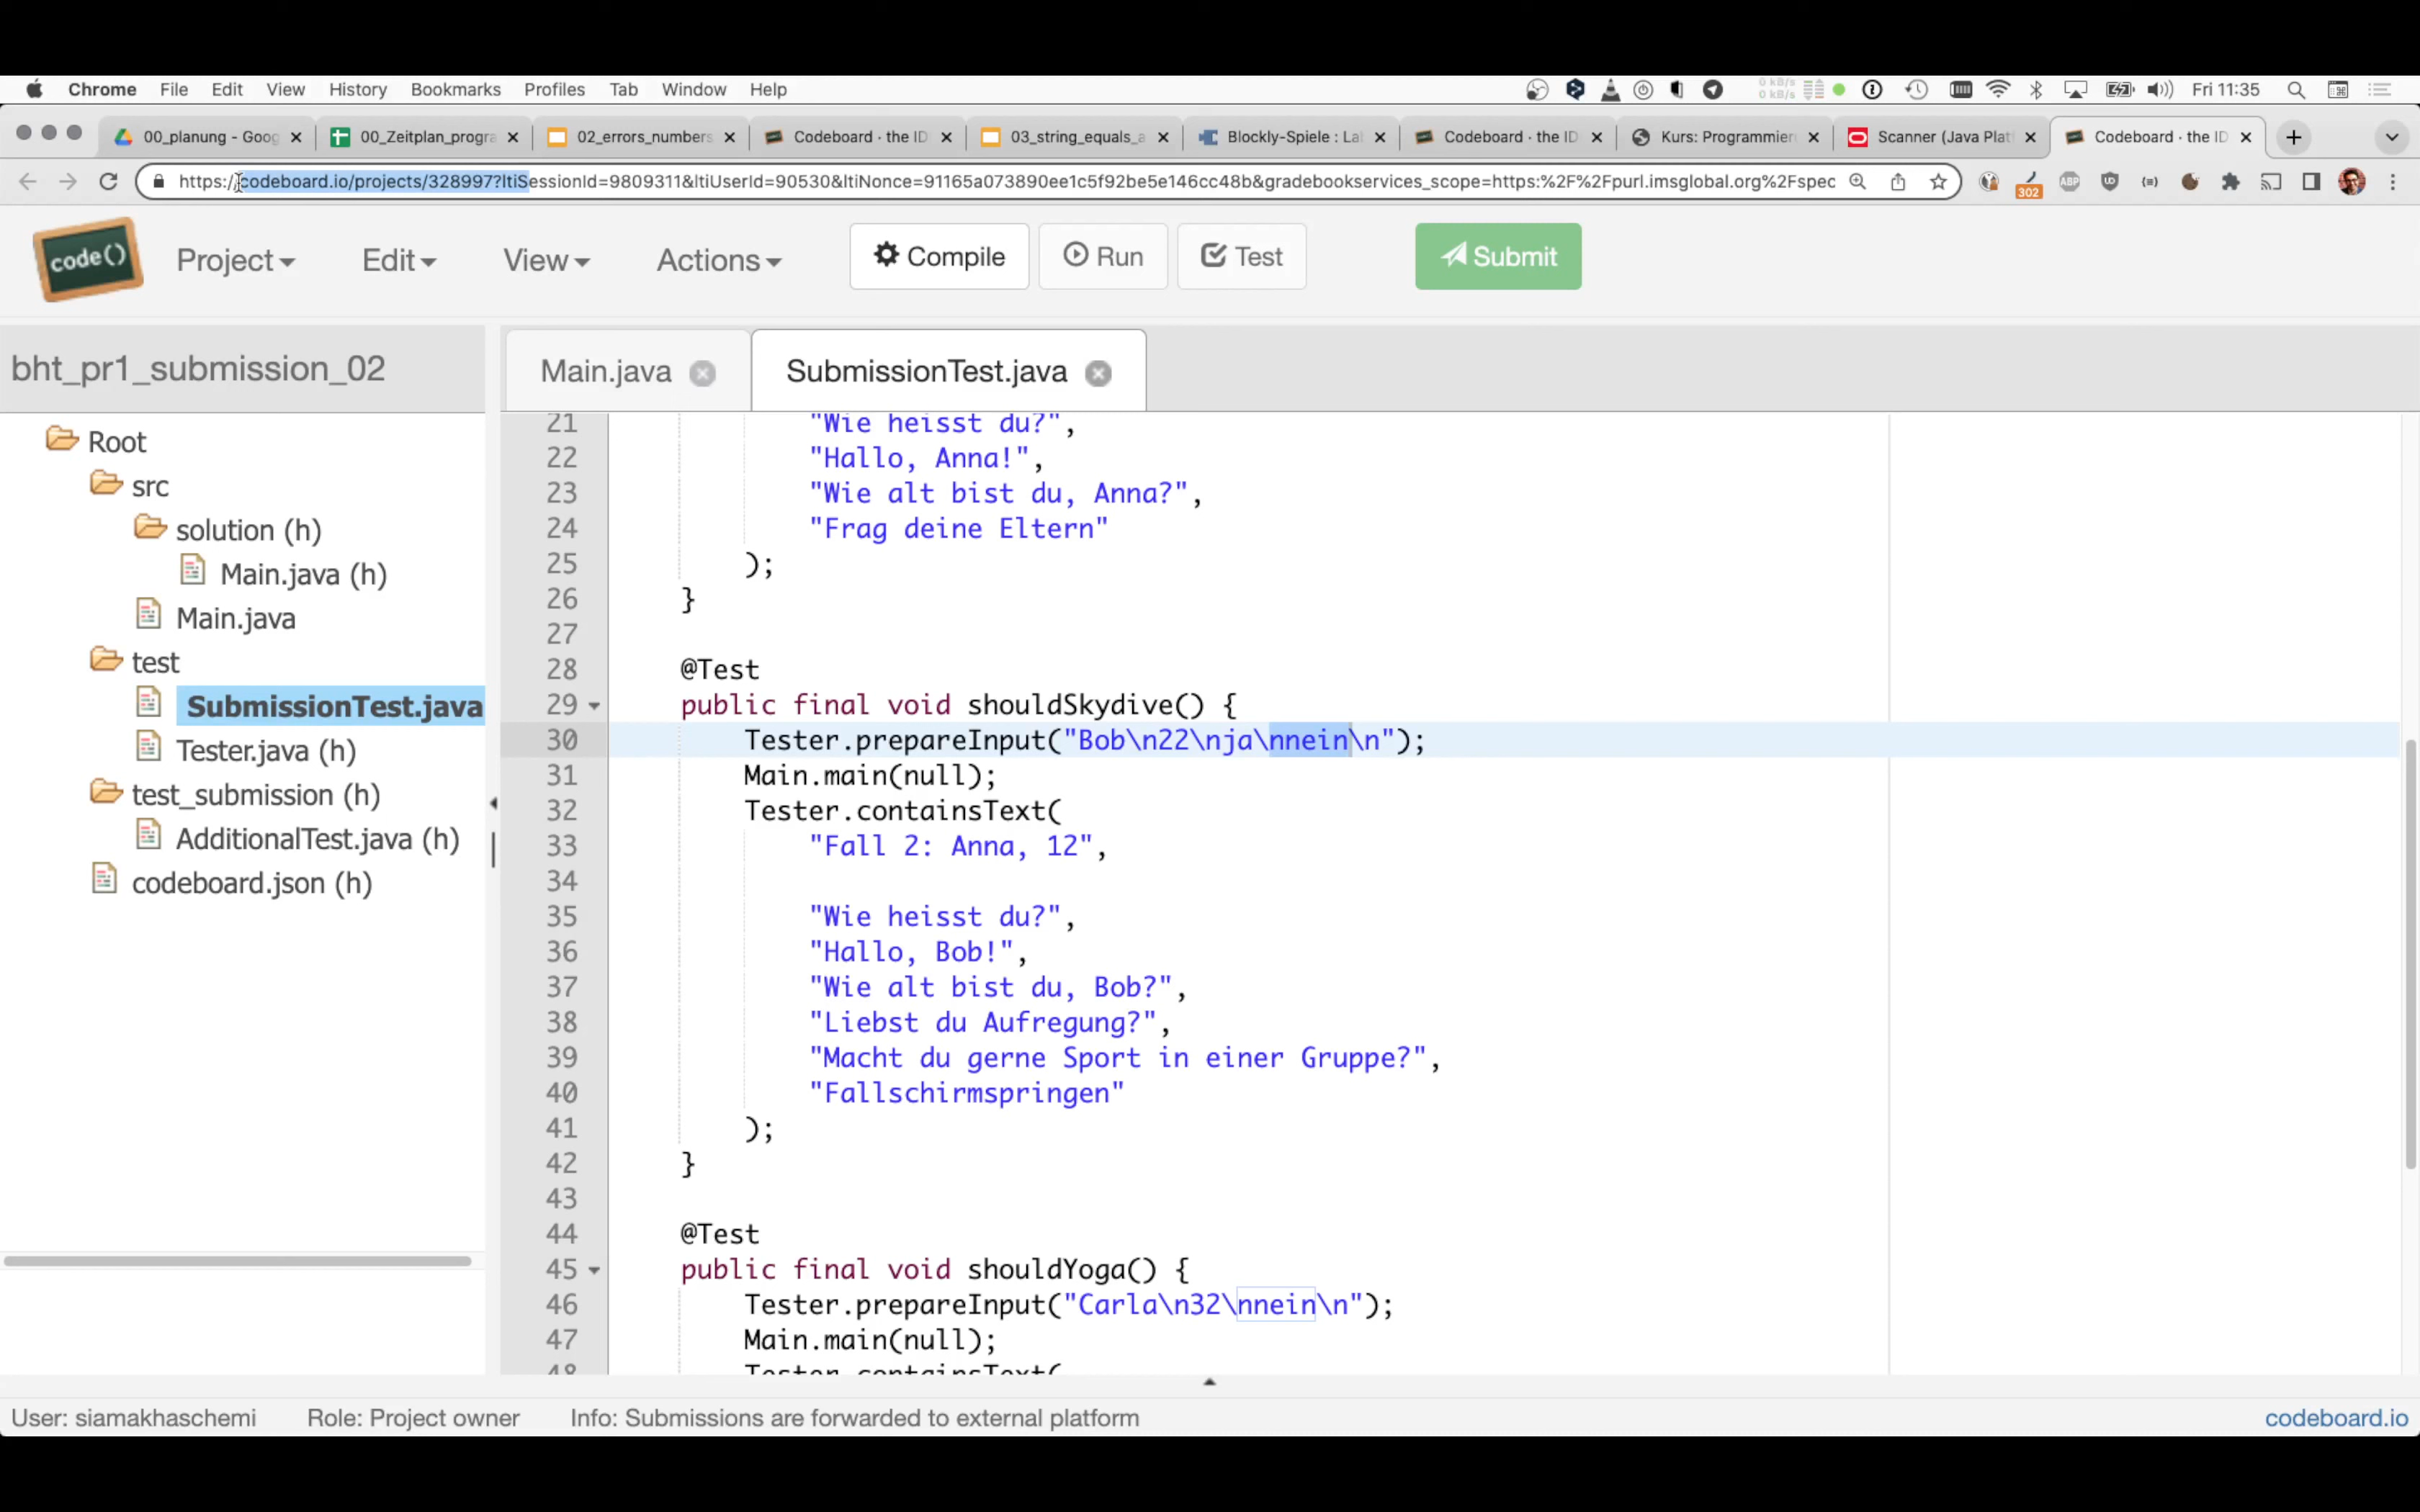 Chrome File Edit View History Bookmarks Profiles Tab Window Help 0 kB/s 0 kB/s Fri 11:35
00_planung - Goog 00_Zeitplan_progra 02_errors_numbers Codeboard · the ID 03_string_equals_a Blockly-Spiele : La Codeboard · the ID Kurs: Programmier Scanner (Java Plat Codeboard · the ID
https://codeboard.io/projects/328997?ltiSessionId=9809311&ltiUserId=90530&ltiNonce=91165a073890ee1c5f92be5e146cc48b&gradebookservices_scope=https:%2F%2Fpurl.imsglobal.org%2Fspec ABP 302
code() Project Edit View Actions Compile Run Test Submit
bht_pr1_submission_02
Root
src
solution (h)
Main.java (h)
Main.java
test
SubmissionTest.java
Tester.java (h)
test_submission (h)
AdditionalTest.java (h)
codeboard.json (h)
Main.java SubmissionTest.java
21 "Wie heisst du?",
22 "Hallo, Anna!",
23 "Wie alt bist du, Anna?",
24 "Frag deine Eltern"
25 );
26 }
27
28 @Test
29 public final void shouldSkydive() {
30 Tester.prepareInput("Bob\n22\nja\nnein\n");
31 Main.main(null);
32 Tester.containsText(
33 "Fall 2: Anna, 12",
34
35 "Wie heisst du?",
36 "Hallo, Bob!",
37 "Wie alt bist du, Bob?",
38 "Liebst du Aufregung?",
39 "Macht du gerne Sport in einer Gruppe?",
40 "Fallschirmspringen"
41 );
42 }
43
44 @Test
45 public final void shouldYoga() {
46 Tester.prepareInput("Carla\n32\nnein\n");
47 Main.main(null);
48 Tester.containsText(
User: siamakhaschemi Role: Project owner Info: Submissions are forwarded to external platform codeboard.io